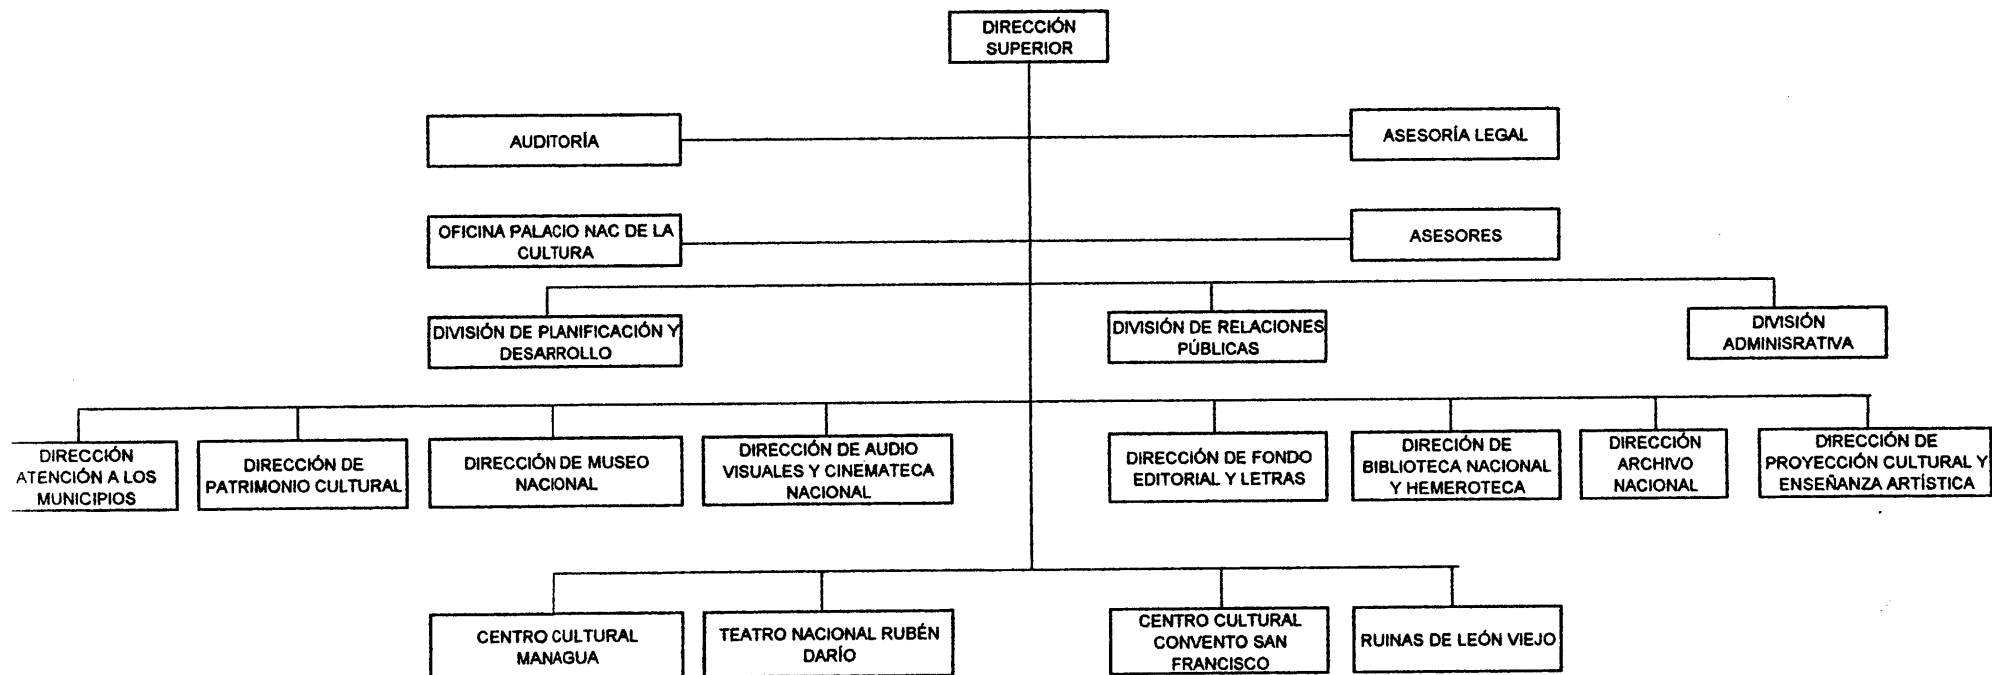 DIRECCIÓN
SUPERIOR
AUDITORÍA
ASESORÍA LEGAL
OFICINA PALACIO NAC DE LA
CULTURA
ASESORES
DIVISIÓN DE PLANIFICACIÓN Y
DESARROLLO
DIVISIÓN DE RELACIONES
PÚBLICAS
DIVISIÓN
ADMINISRATIVA
DIRECCIÓN
ATENCIÓN A LOS
MUNICIPIOS
DIRECCIÓN DE
PATRIMONIO CULTURAL
DIRECCIÓN DE MUSEO
NACIONAL
DIRECCIÓN DE AUDIO
VISUALES Y CINEMATECA
NACIONAL
DIRECCIÓN DE FONDO
EDITORIAL Y LETRAS
DIRECIÓN DE
BIBLIOTECA NACIONAL
Y HEMEROTECA
DIRECCIÓN
ARCHIVO
NACIONAL
DIRECCIÓN DE
PROYECCIÓN CULTURAL Y
ENSEÑANZA ARTÍSTICA
CENTRO CULTURAL
MANAGUA
TEATRO NACIONAL RUBÉN
DARÍO
CENTRO CULTURAL
CONVENTO SAN
FRANCISCO
RUINAS DE LEÓN VIEJO